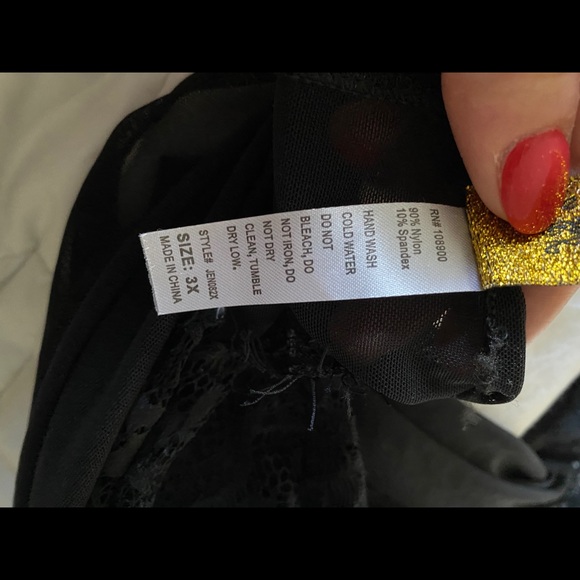 RN# 108900
90% Nylon
10% Spandex
HAND WASH
COLD WATER
DO NOT
BLEACH, DO
NOT IRON, DO
NOT DRY
CLEAN, TUMBLE
DRY LOW.
STYLE# JEN082X
SIZE: 3X
MADE IN CHINA